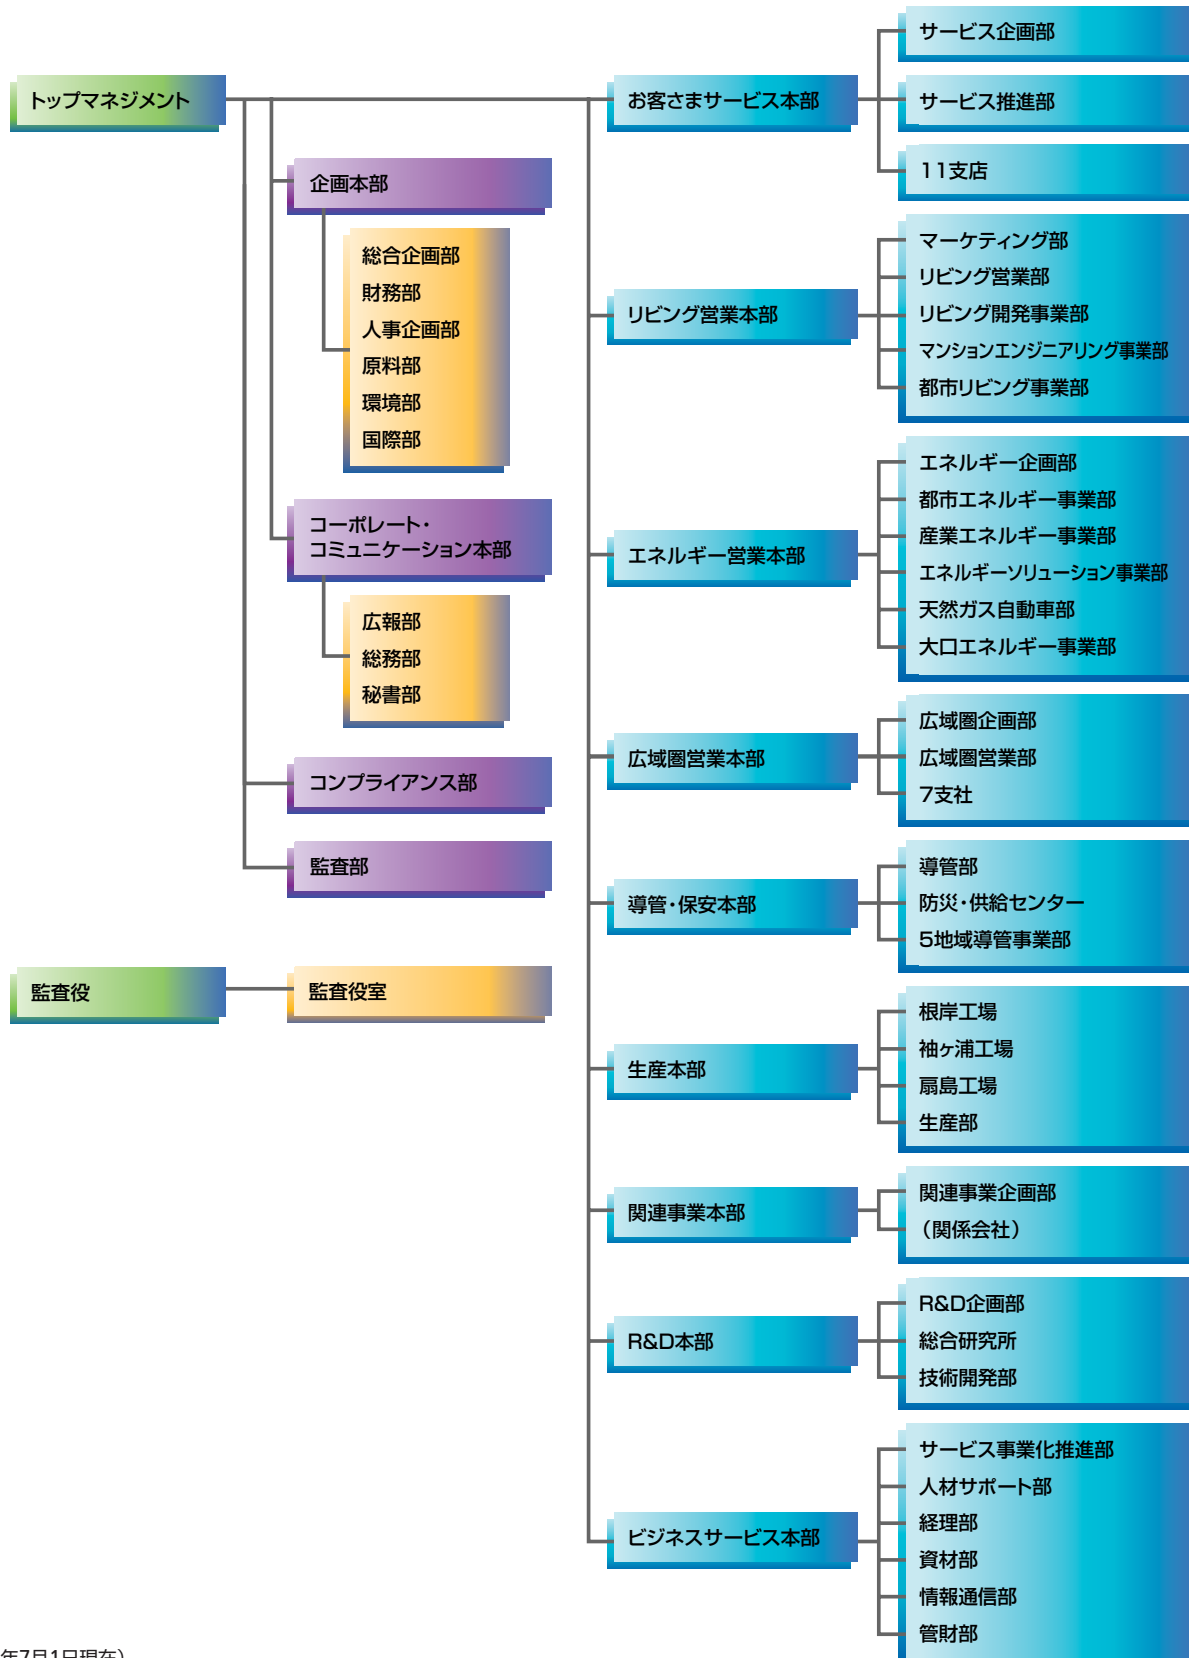 トップマネジメント
企画本部
総合企画部
財務部
人事企画部
原料部
環境部
国際部
コーポレート・
コミュニケーション本部
広報部
総務部
秘書部
コンプライアンス部
監査部
監査役
監査役室
お客さまサービス本部
サービス企画部
サービス推進部
11支店
リビング営業本部
マーケティング部
リビング営業部
リビング開発事業部
マンションエンジニアリング事業部
都市リビング事業部
エネルギー営業本部
エネルギー企画部
都市エネルギー事業部
産業エネルギー事業部
エネルギーソリューション事業部
天然ガス自動車部
大口エネルギー事業部
広域圏営業本部
広域圏企画部
広域圏営業部
7支社
導管・保安本部
導管部
防災・供給センター
5地域導管事業部
生産本部
根岸工場
袖ヶ浦工場
扇島工場
生産部
関連事業本部
関連事業企画部
（関係会社）
R&D本部
R&D企画部
総合研究所
技術開発部
ビジネスサービス本部
サービス事業化推進部
人材サポート部
経理部
資材部
情報通信部
管財部
年7月1日現在）